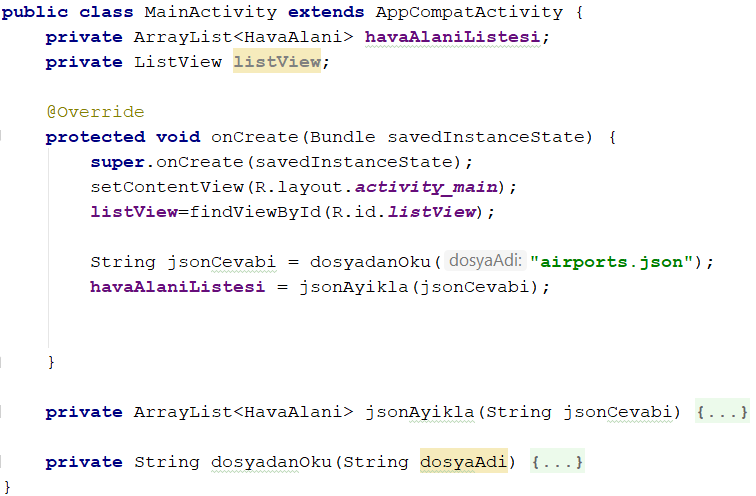 public class MainActivity extends AppCompatActivity {
    private ArrayList<HavaAlani> havaAlaniListesi;
    private ListView listView;
    @Override
    protected void onCreate(Bundle savedInstanceState) {
        super.onCreate(savedInstanceState);
        setContentView(R.layout.activity_main);
        listView=findViewById(R.id.listView);
        String jsonCevabi = dosyadanOku( dosyaAdi: "airports.json");
        havaAlaniListesi = jsonAyikla(jsonCevabi);
    }
    private ArrayList<HavaAlani> jsonAyikla(String jsonCevabi) {...}
    private String dosyadanOku(String dosyaAdi) {...}
}